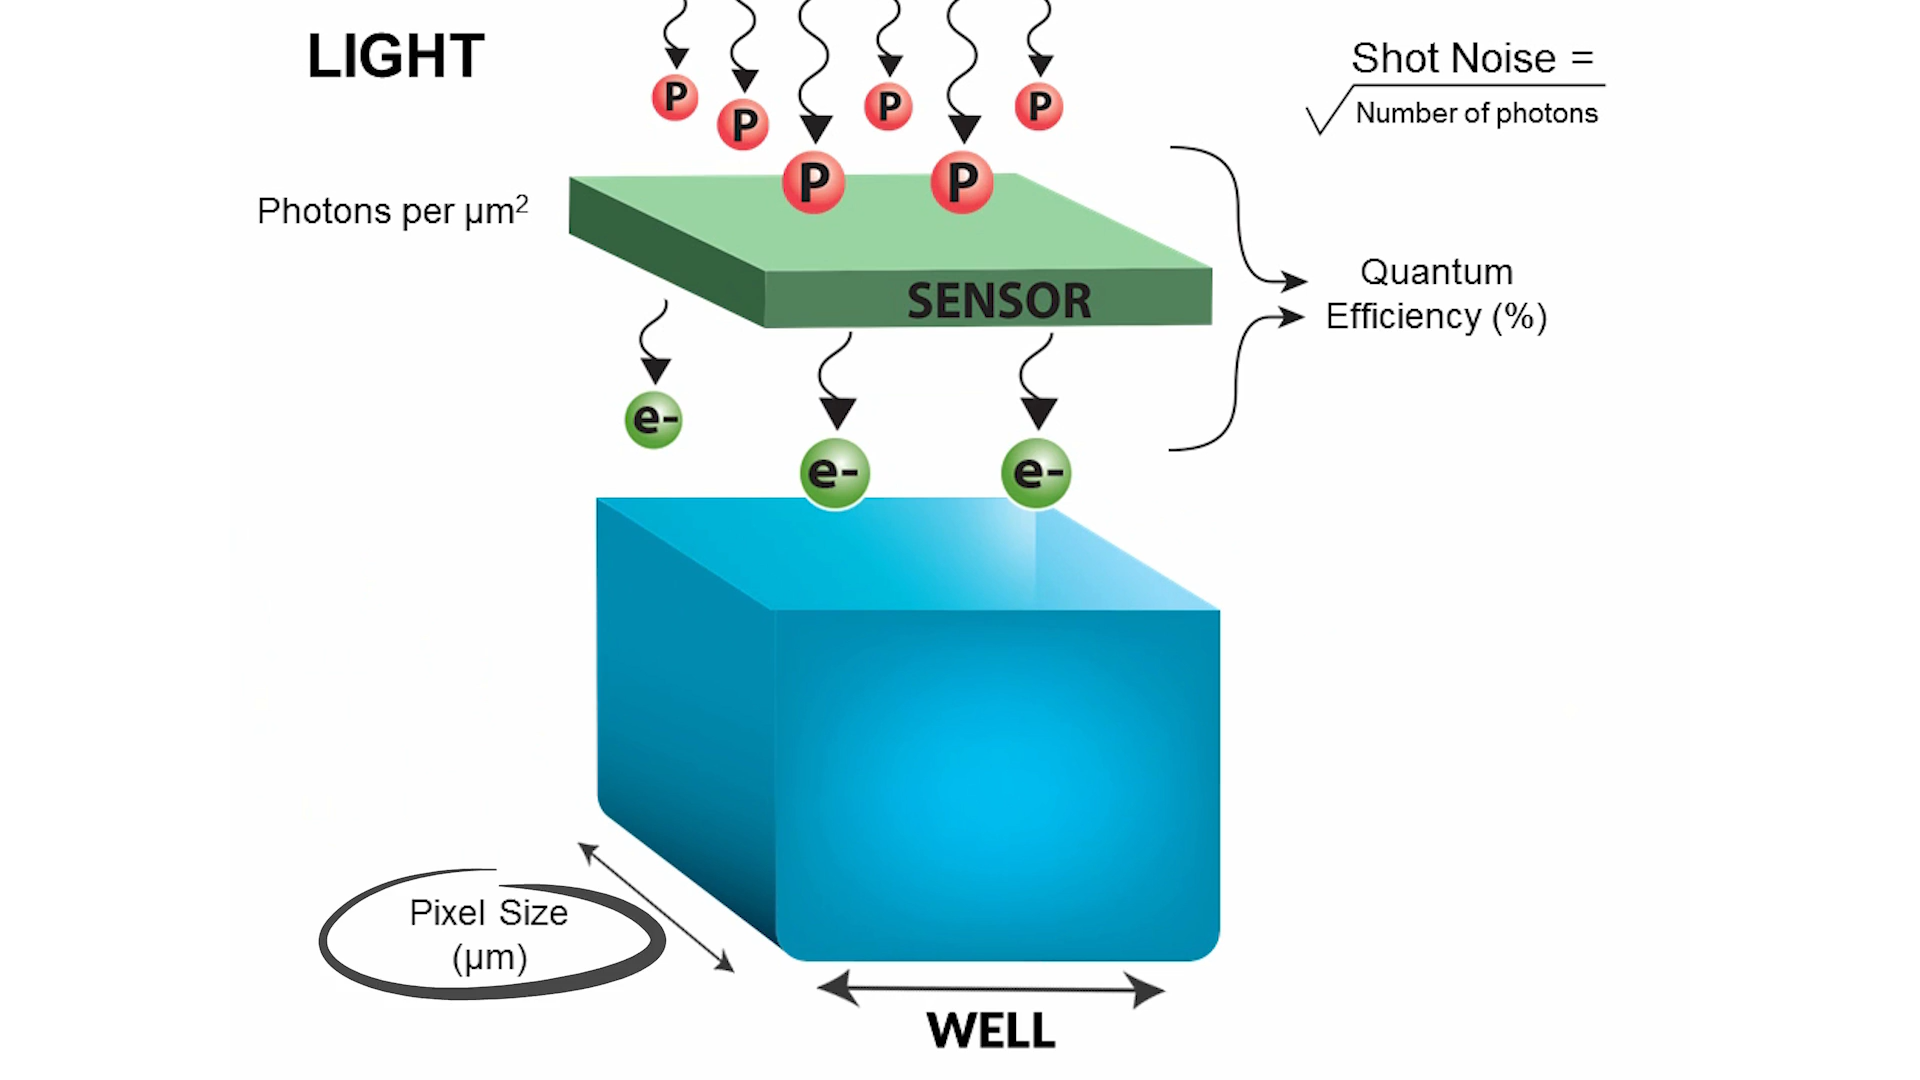 LIGHT
Shot Noise =
√Number of photons
P
P
P
P
P
P
Photons per µm²
SENSOR
Quantum
Efficiency (%)
e-
e-
e-
Pixel Size
(µm)
WELL